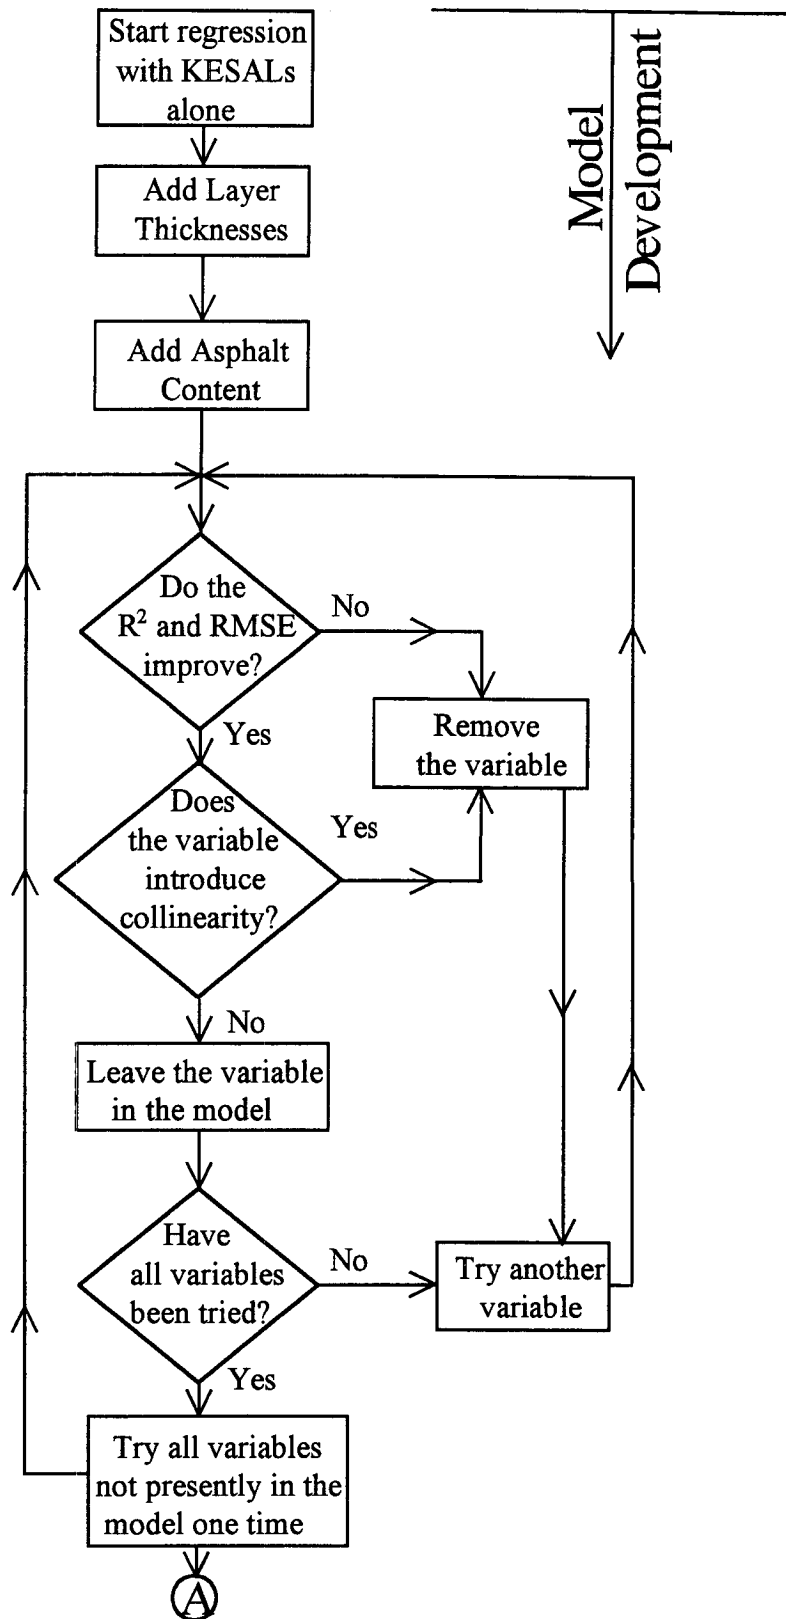 Start regression
with KESALs
alone
Add Layer
Thicknesses
Add Asphalt
Content
Model
Development
Do the
R² and RMSE
improve?
No
Yes
Remove
the variable
Does
the variable
introduce
collinearity?
Yes
No
Leave the variable
in the model
Have
all variables
been tried?
No
Try another
variable
Yes
Try all variables
not presently in the
model one time
A